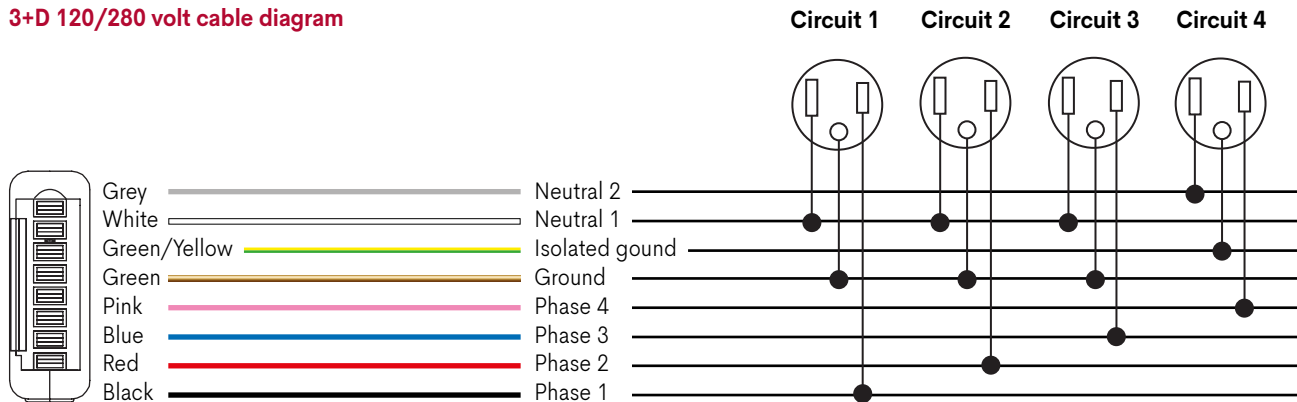 3+D 120/280 volt cable diagram
Circuit 1 Circuit 2 Circuit 3 Circuit 4
Grey Neutral 2
White Neutral 1
Green/Yellow Isolated gound
Green Ground
Pink Phase 4
Blue Phase 3
Red Phase 2
Black Phase 1